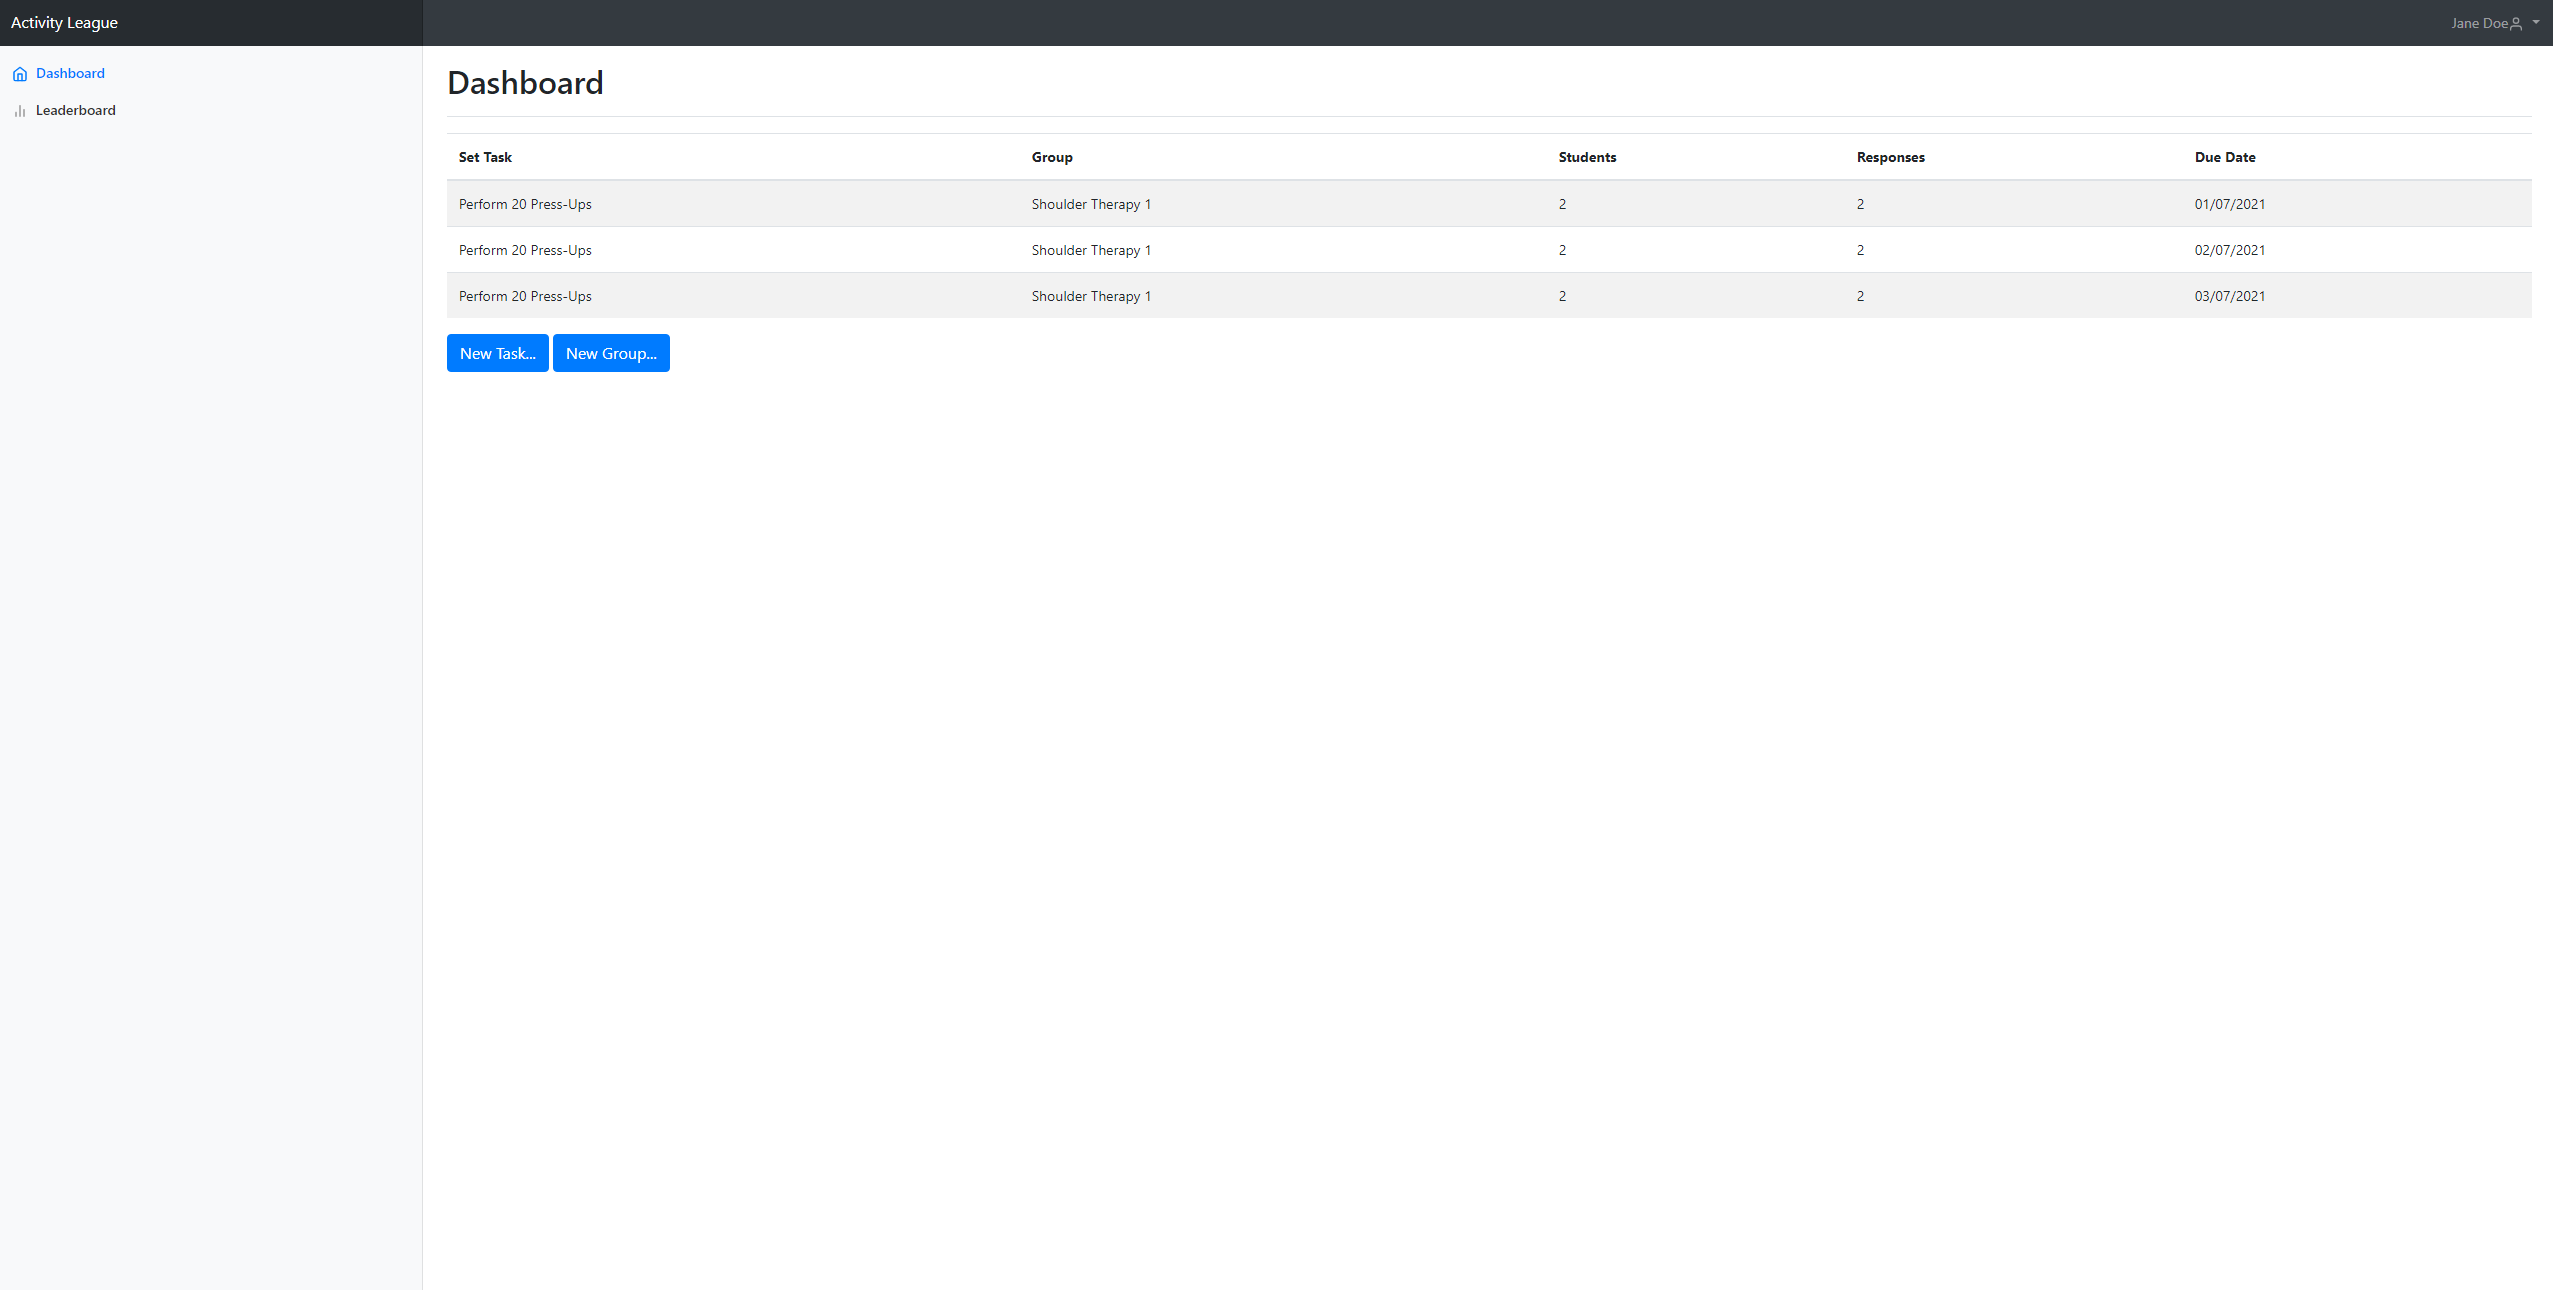 Activity League
Jane Doe
Dashboard
Leaderboard
Dashboard
Set Task Group Students Responses Due Date
Perform 20 Press-Ups Shoulder Therapy 1 2 2 01/07/2021
Perform 20 Press-Ups Shoulder Therapy 1 2 2 02/07/2021
Perform 20 Press-Ups Shoulder Therapy 1 2 2 03/07/2021
New Task... New Group...